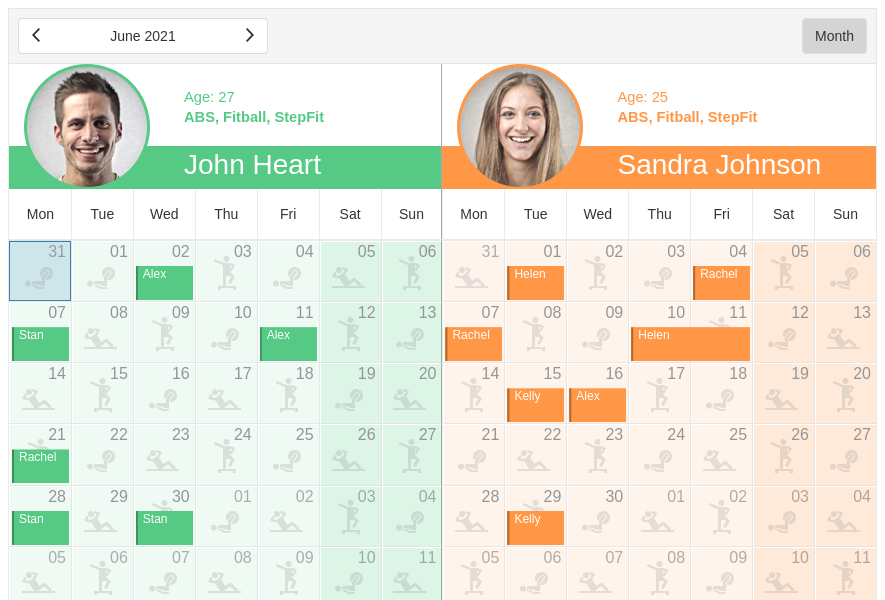 June 2021
Month
Age: 27
ABS, Fitball, StepFit
John Heart
Age: 25
ABS, Fitball, StepFit
Sandra Johnson
Mon Tue Wed Thu Fri Sat Sun Mon Tue Wed Thu Fri Sat Sun
31 01 02 03 04 05 06 31 01 02 03 04 05 06
Alex Helen Rachel
07 08 09 10 11 12 13 07 08 09 10 11 12 13
Stan Alex Rachel Helen
14 15 16 17 18 19 20 14 15 16 17 18 19 20
Kelly Alex
21 22 23 24 25 26 27 21 22 23 24 25 26 27
Rachel
28 29 30 01 02 03 04 28 29 30 01 02 03 04
Stan Stan Kelly
05 06 07 08 09 10 11 05 06 07 08 09 10 11